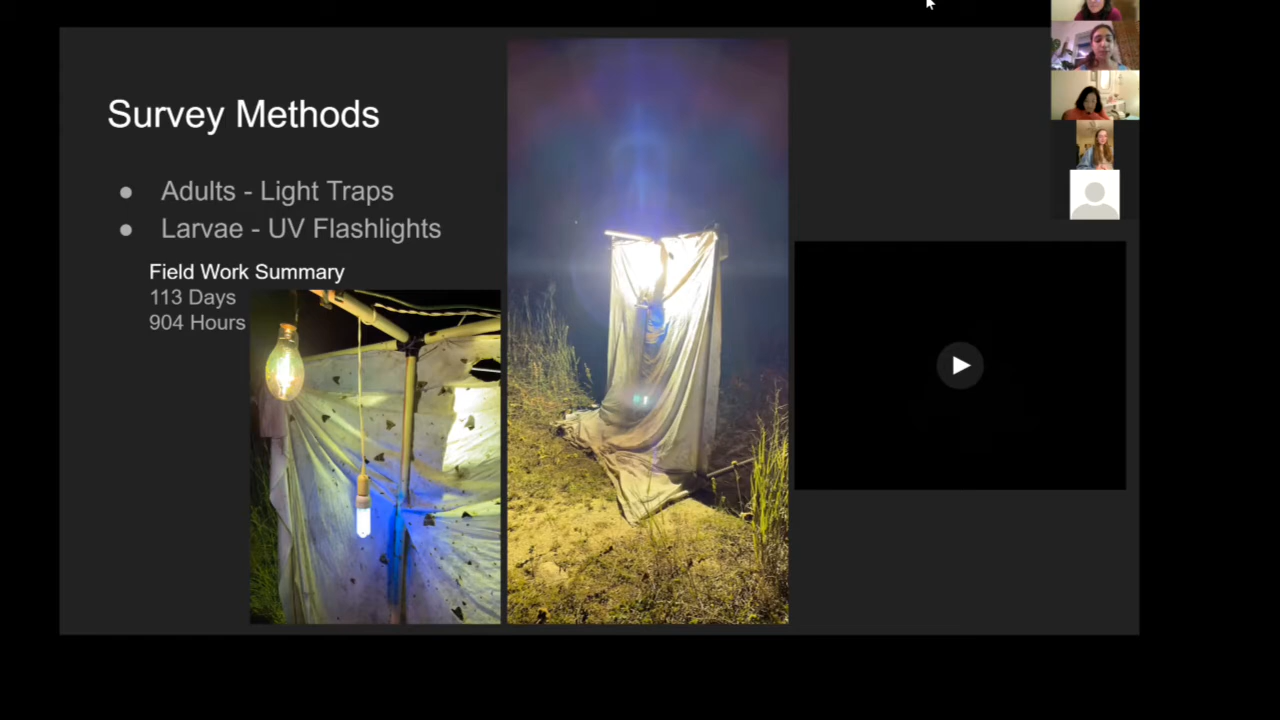 Survey Methods
● Adults - Light Traps
● Larvae - UV Flashlights
Field Work Summary
113 Days
904 Hours